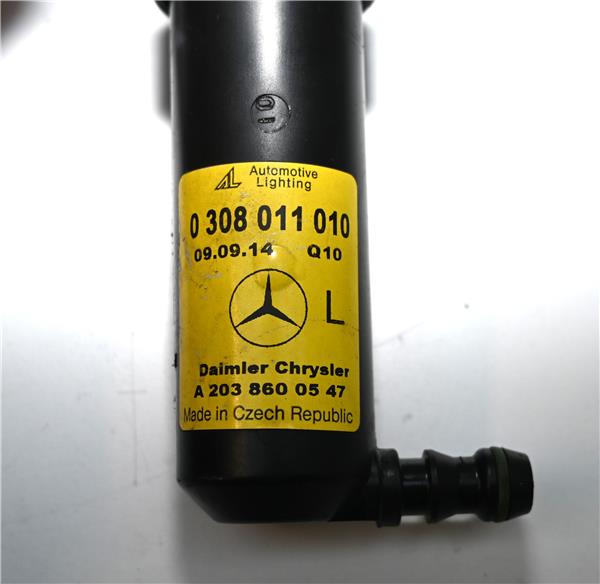 AL Automotive
Lighting
0 308 011 010
09.09.14 Q10
L
Daimler Chrysler
A 203 860 05 47
Made in Czech Republic